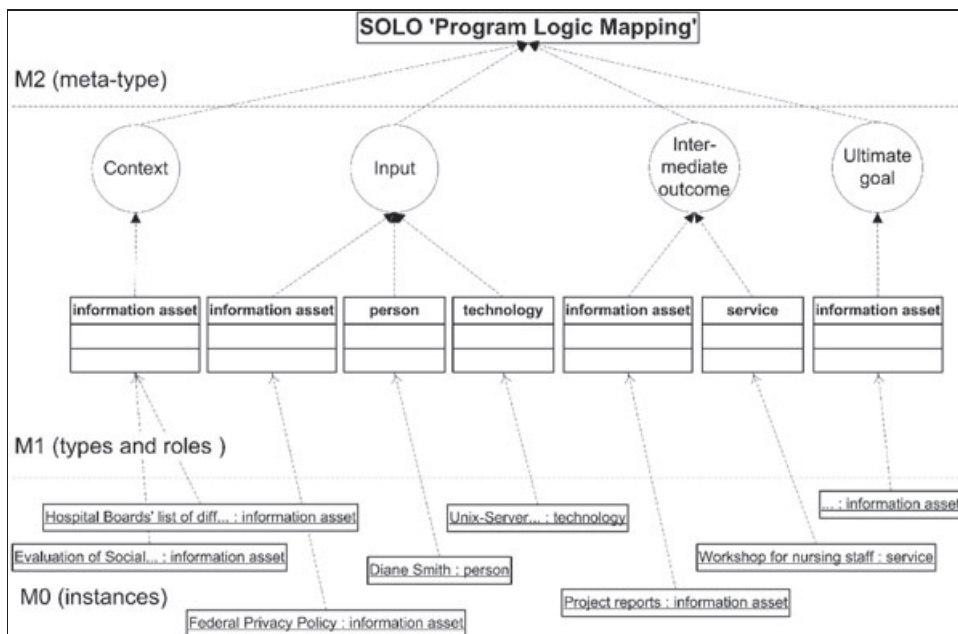 SOLO 'Program Logic Mapping'
M2 (meta-type)
Context
Input
Inter-
mediate
outcome
Ultimate
goal
information asset
information asset
person
technology
information asset
service
information asset
M1 (types and roles )
Hospital Boards' list of diff... : information asset
Unix-Server... : technology
... : information asset
Evaluation of Social... : information asset
Diane Smith : person
Workshop for nursing staff : service
M0 (instances)
Project reports : information asset
Federal Privacy Policy : information asset